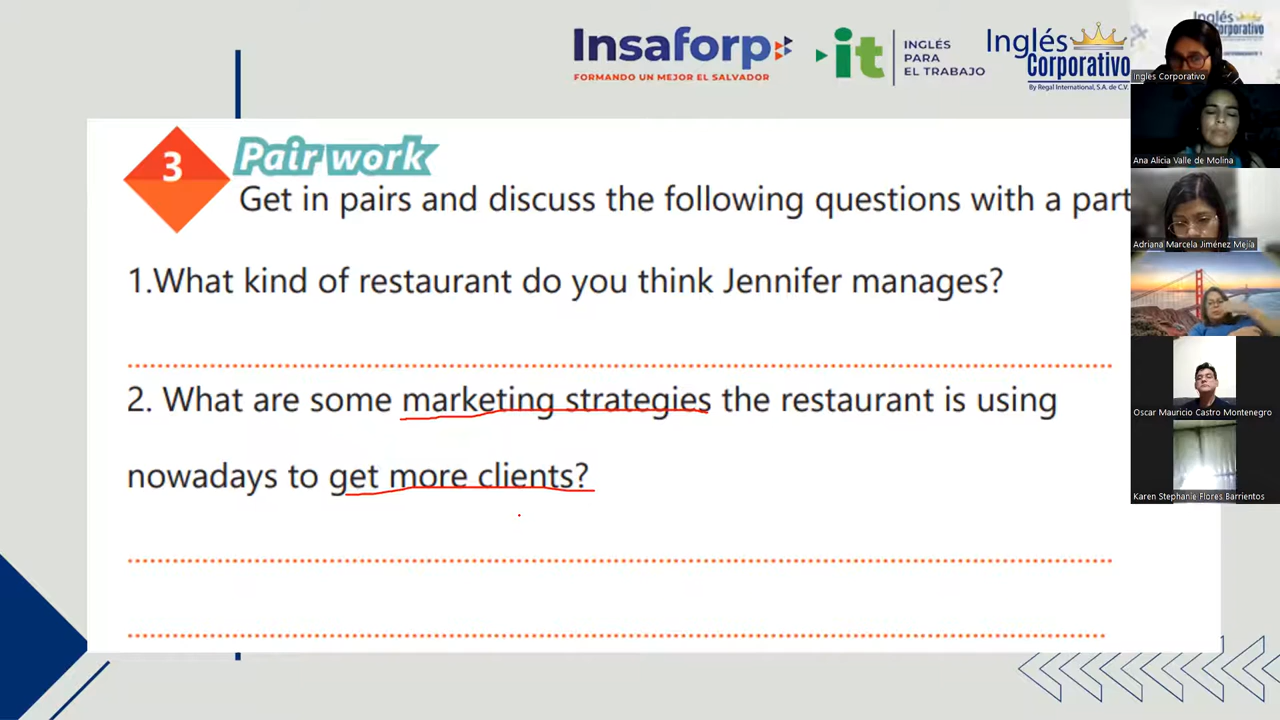 Insaforp
FORMANDO UN MEJOR EL SALVADOR
it
INGLÉS
PARA
EL TRABAJO
Inglés
Corporativo
By Regal International, S.A. de C.V.
3
Pair work
Get in pairs and discuss the following questions with a part
1.What kind of restaurant do you think Jennifer manages?
2. What are some marketing strategies the restaurant is using
nowadays to get more clients?
Inglés Corporativo
Ana Alicia Valle de Molina
Adriana Marcela Jiménez Mejía
Oscar Mauricio Castro Montenegro
Karen Stephanie Flores Barrientos